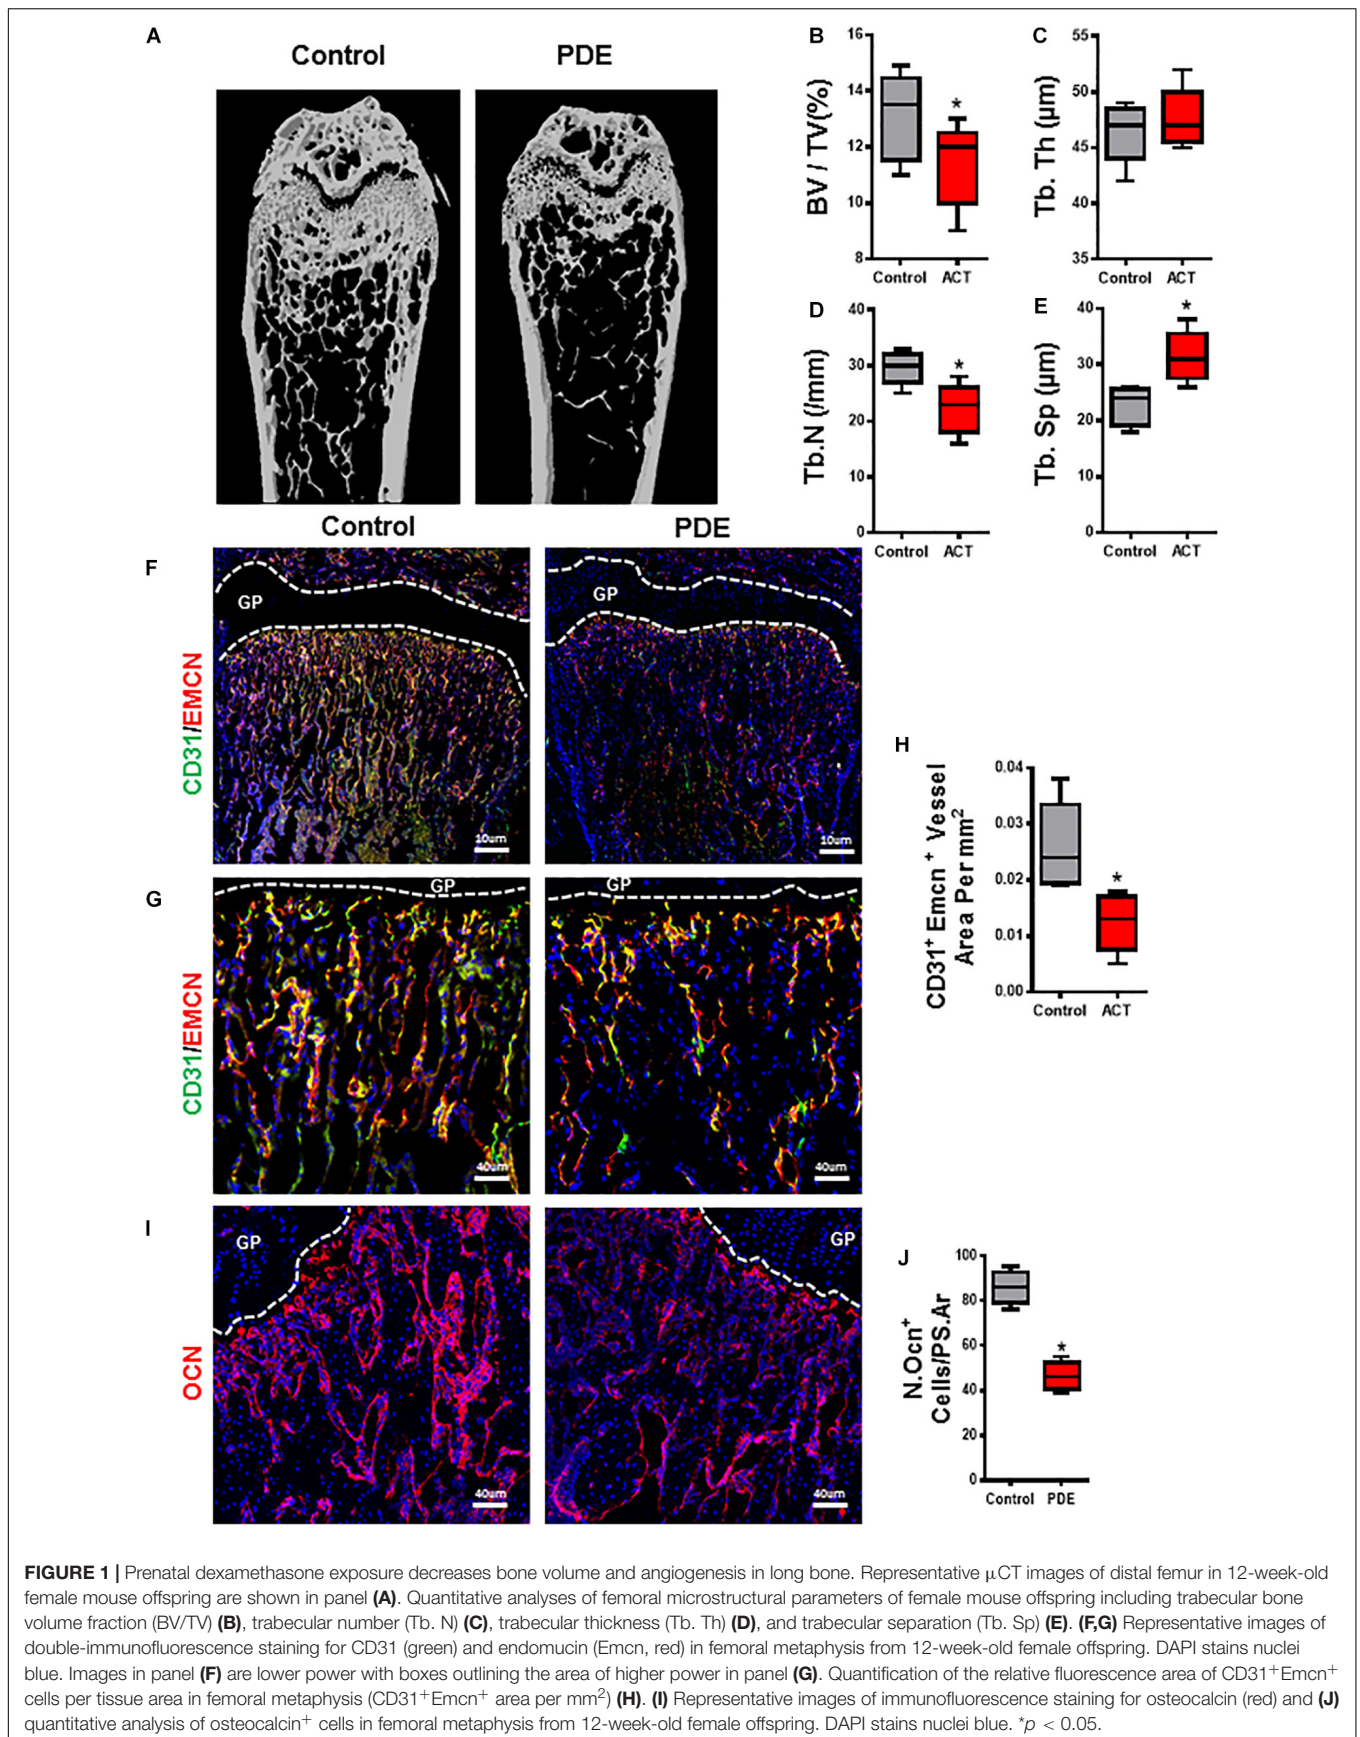 A
Control
PDE
B
BV / TV(%)
16
14
12
10
8
*
Control
ACT
C
Tb. Th (μm)
55
50
45
40
35
Control
ACT
D
Tb.N (/mm)
40
30
20
10
0
*
Control
ACT
E
Tb. Sp (μm)
40
30
20
10
0
*
Control
ACT
Control
PDE
F
CD31/EMCN
GP
10um
GP
10um
G
CD31/EMCN
GP
40um
GP
40um
H
CD31+ Emcn + Vessel
Area Per mm2
0.04
0.03
0.02
0.01
0.00
*
Control
ACT
I
OCN
GP
40um
GP
40um
J
N.Ocn+
Cells/PS.Ar
100
80
60
40
20
0
*
Control
PDE
FIGURE 1 | Prenatal dexamethasone exposure decreases bone volume and angiogenesis in long bone. Representative μCT images of distal femur in 12-week-old
female mouse offspring are shown in panel (A). Quantitative analyses of femoral microstructural parameters of female mouse offspring including trabecular bone
volume fraction (BV/TV) (B), trabecular number (Tb. N) (C), trabecular thickness (Tb. Th) (D), and trabecular separation (Tb. Sp) (E). (F,G) Representative images of
double-immunofluorescence staining for CD31 (green) and endomucin (Emcn, red) in femoral metaphysis from 12-week-old female offspring. DAPI stains nuclei
blue. Images in panel (F) are lower power with boxes outlining the area of higher power in panel (G). Quantification of the relative fluorescence area of CD31+Emcn+
cells per tissue area in femoral metaphysis (CD31+Emcn+ area per mm2) (H). (I) Representative images of immunofluorescence staining for osteocalcin (red) and (J)
quantitative analysis of osteocalcin+ cells in femoral metaphysis from 12-week-old female offspring. DAPI stains nuclei blue. *p < 0.05.